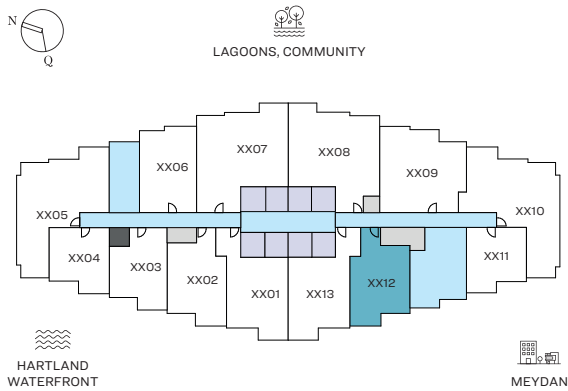 N
Q
LAGOONS, COMMUNITY
XX07
XX08
XX06
XX09
XX05
XX10
XX04
XX03
XX02
XX01
XX13
XX12
XX11
HARTLAND
WATERFRONT
MEYDAN